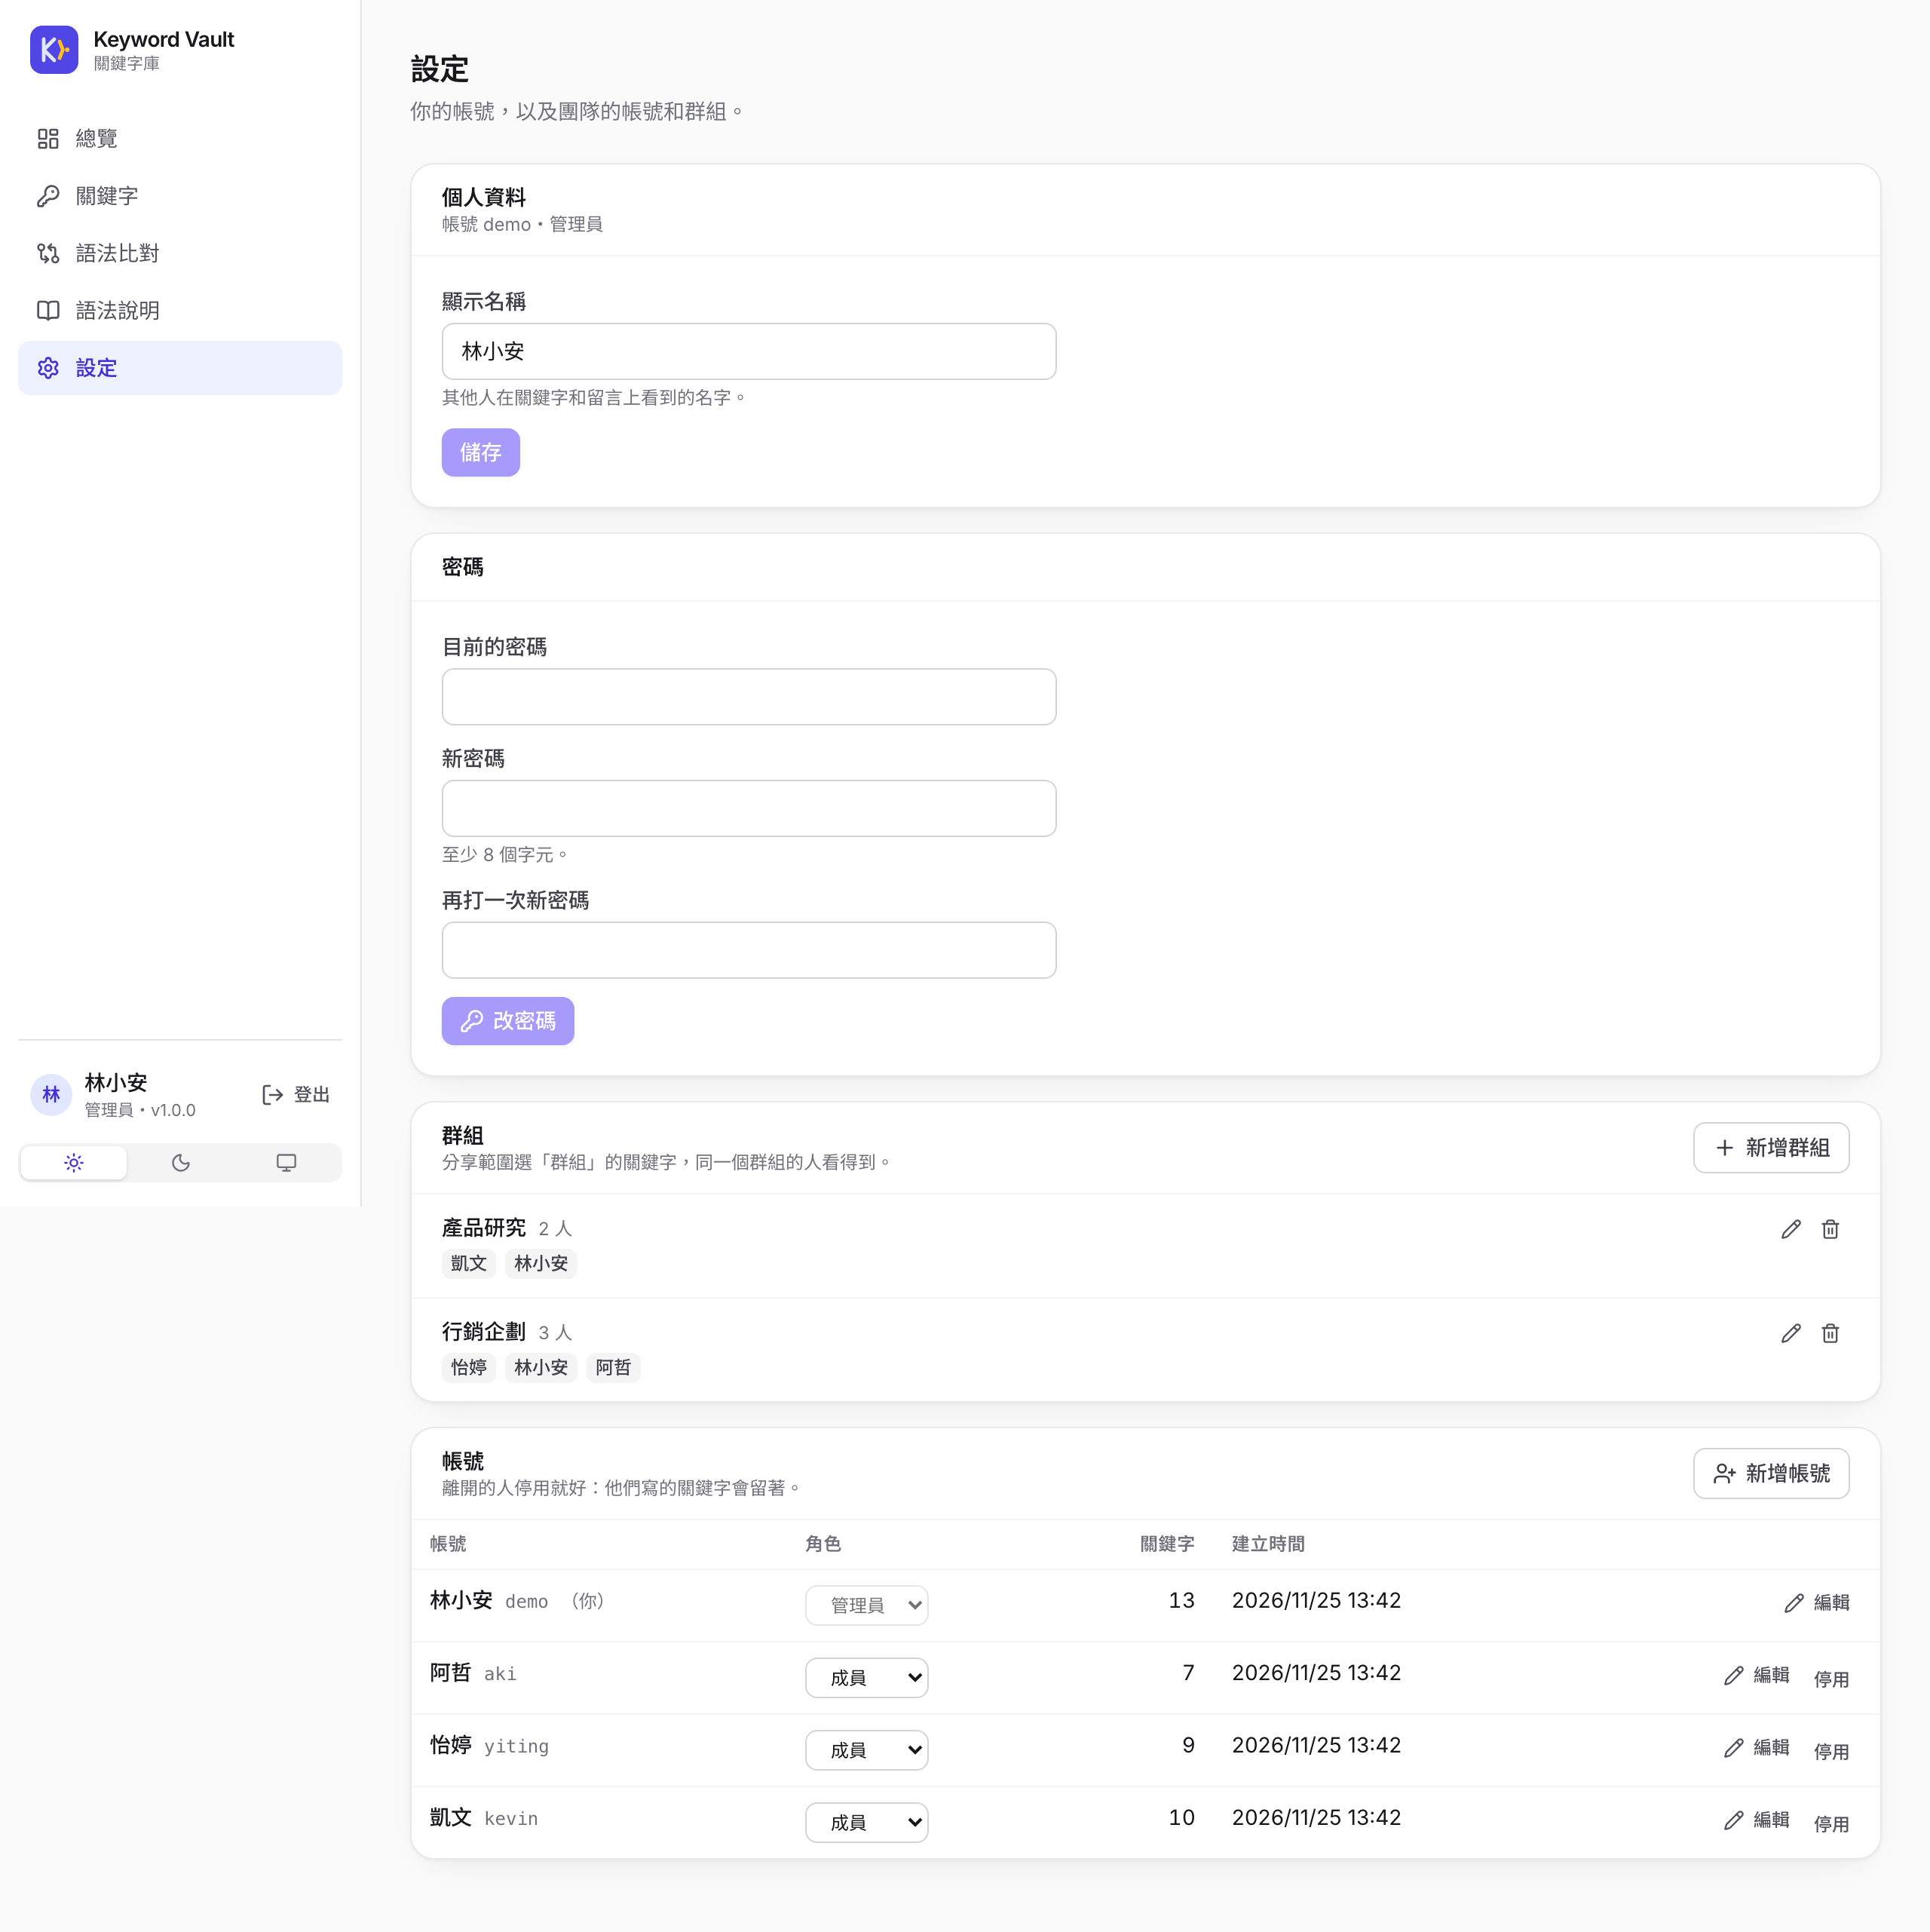 Keyword Vault
關鍵字庫
總覽
關鍵字
語法比對
語法說明
設定
林
林小安
管理員・v1.0.0
登出
設定
你的帳號，以及團隊的帳號和群組。
個人資料
帳號 demo・管理員
顯示名稱
林小安
其他人在關鍵字和留言上看到的名字。
儲存
密碼
目前的密碼
新密碼
至少 8 個字元。
再打一次新密碼
改密碼
群組
分享範圍選「群組」的關鍵字，同一個群組的人看得到。
新增群組
產品研究 2 人
凱文 林小安
行銷企劃 3 人
怡婷 林小安 阿哲
帳號
離開的人停用就好：他們寫的關鍵字會留著。
新增帳號
帳號 角色 關鍵字 建立時間
林小安 demo （你） 管理員 13 2026/11/25 13:42 編輯
阿哲 aki 成員 7 2026/11/25 13:42 編輯 停用
怡婷 yiting 成員 9 2026/11/25 13:42 編輯 停用
凱文 kevin 成員 10 2026/11/25 13:42 編輯 停用